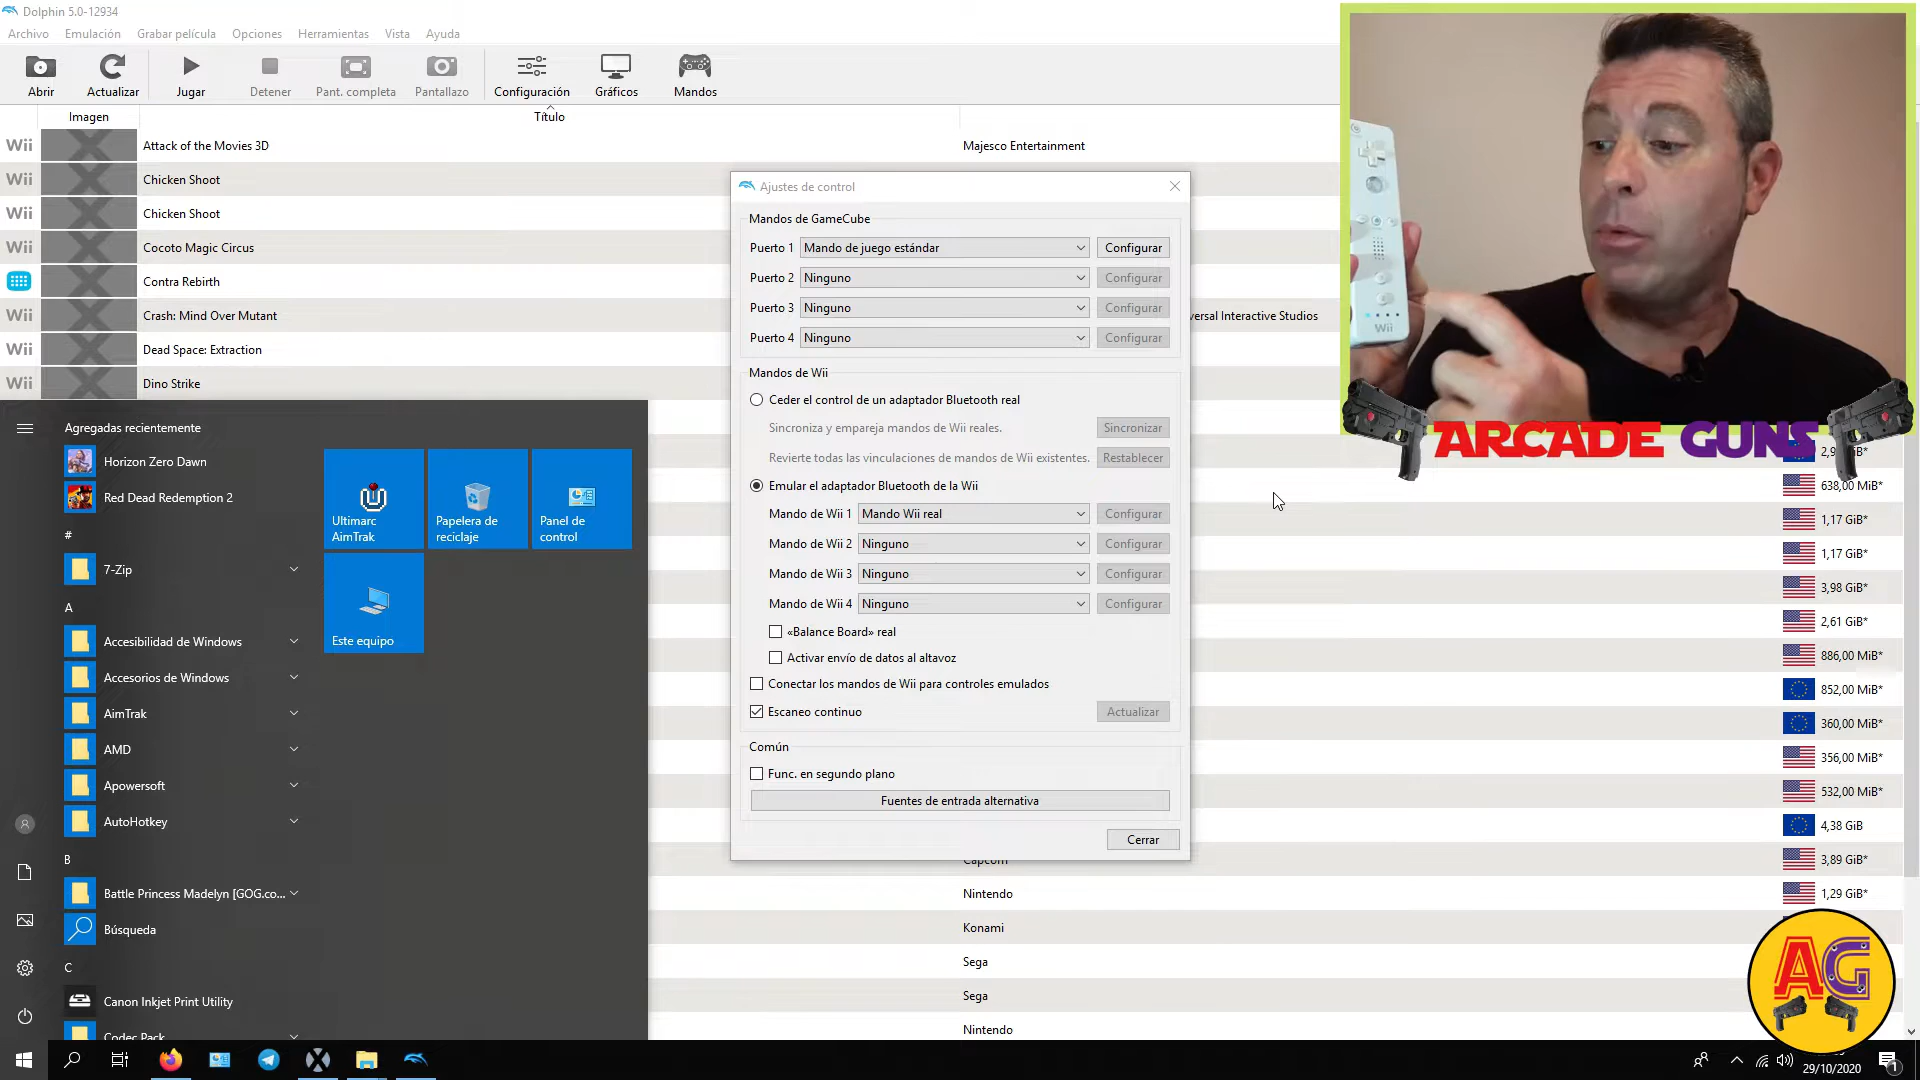 Dolphin 5.0-12934
Archivo Emulación Grabar película Opciones Herramientas Vista Ayuda
Abrir Actualizar Jugar Detener Pant. completa Pantallazo Configuración Gráficos Mandos
Imagen Título
Wii Attack of the Movies 3D Majesco Entertainment
Wii Chicken Shoot
Wii Chicken Shoot
Wii Cocoto Magic Circus
Contra Rebirth
Wii Crash: Mind Over Mutant versal Interactive Studios
Wii Dead Space: Extraction
Wii Dino Strike
Ajustes de control
Mandos de GameCube
Puerto 1 Mando de juego estándar Configurar
Puerto 2 Ninguno Configurar
Puerto 3 Ninguno Configurar
Puerto 4 Ninguno Configurar
Mandos de Wii
Ceder el control de un adaptador Bluetooth real
Sincroniza y empareja mandos de Wii reales. Sincronizar
Revierte todas las vinculaciones de mandos de Wii existentes. Restablecer
Emular el adaptador Bluetooth de la Wii
Mando de Wii 1 Mando Wii real Configurar
Mando de Wii 2 Ninguno Configurar
Mando de Wii 3 Ninguno Configurar
Mando de Wii 4 Ninguno Configurar
«Balance Board» real
Activar envío de datos al altavoz
Conectar los mandos de Wii para controles emulados
Escaneo continuo Actualizar
Común
Func. en segundo plano
Fuentes de entrada alternativa
Cerrar
Agregadas recientemente
Horizon Zero Dawn
Red Dead Redemption 2
#
7-Zip
A
Accesibilidad de Windows
Accesorios de Windows
AimTrak
AMD
Apowersoft
AutoHotkey
B
Battle Princess Madelyn [GOG.co...
Búsqueda
C
Canon Inkjet Print Utility
Codec Pack
Ultimarc AimTrak
Papelera de reciclaje
Panel de control
Este equipo
Wii
ARCADE GUNS
638,00 MiB*
1,17 GiB*
1,17 GiB*
3,98 GiB*
2,61 GiB*
886,00 MiB*
852,00 MiB*
360,00 MiB*
356,00 MiB*
532,00 MiB*
4,38 GiB
Capcom 3,89 GiB*
Nintendo 1,29 GiB*
Konami
Sega
Sega
Nintendo
AG
29/10/2020
1